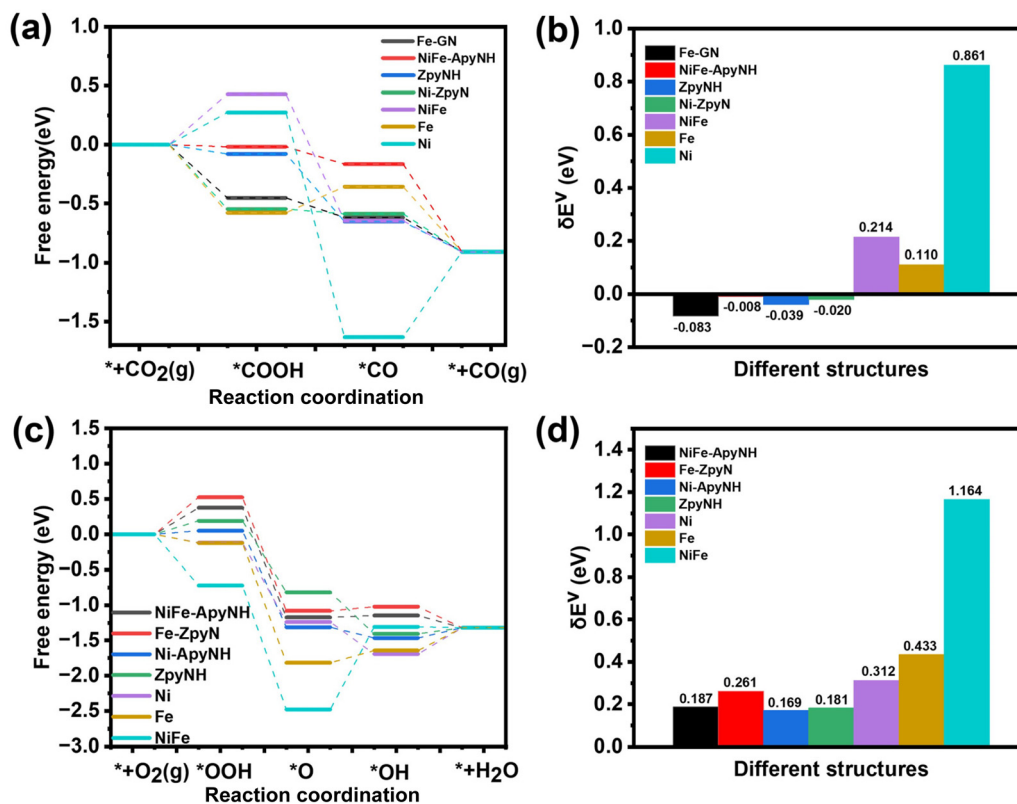 (a)
1.0
0.5
0.0
−0.5
−1.0
−1.5
Free energy(eV)
Fe-GN
NiFe-ApyNH
ZpyNH
Ni-ZpyN
NiFe
Fe
Ni
*+CO2(g)
*COOH
*CO
*+CO(g)
Reaction coordination
(b)
1.0
0.8
0.6
0.4
0.2
0.0
−0.2
δE^V (eV)
Fe-GN
NiFe-ApyNH
ZpyNH
Ni-ZpyN
NiFe
Fe
Ni
-0.083
-0.008
-0.039
-0.020
0.214
0.110
0.861
Different structures
(c)
1.5
1.0
0.5
0.0
−0.5
−1.0
−1.5
−2.0
−2.5
−3.0
Free energy (eV)
NiFe-ApyNH
Fe-ZpyN
Ni-ApyNH
ZpyNH
Ni
Fe
NiFe
*+O2(g)
*OOH
*O
*OH
*+H2O
Reaction coordination
(d)
1.4
1.2
1.0
0.8
0.6
0.4
0.2
0.0
δE^V (eV)
NiFe-ApyNH
Fe-ZpyN
Ni-ApyNH
ZpyNH
Ni
Fe
NiFe
0.187
0.261
0.169
0.181
0.312
0.433
1.164
Different structures